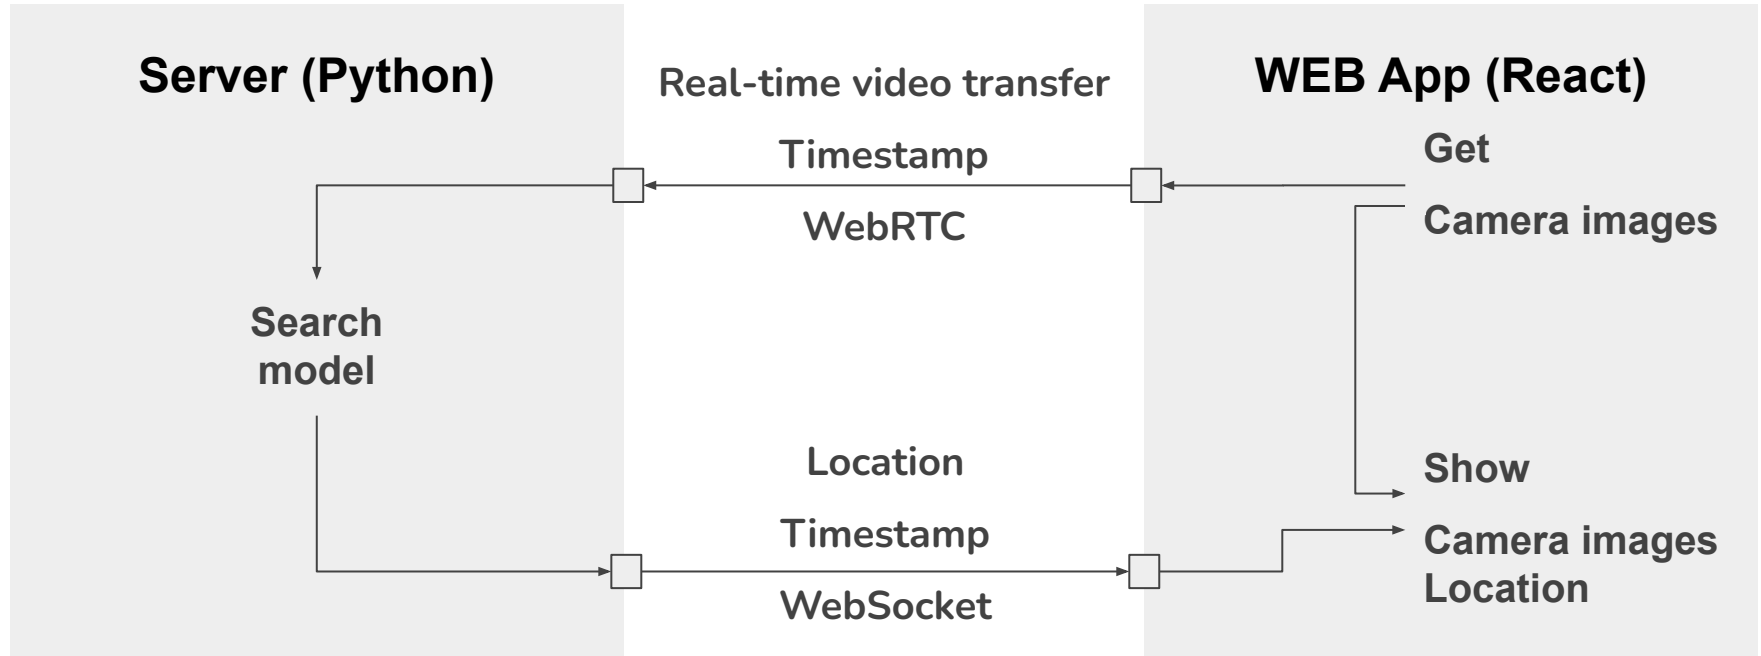 Server (Python)
Real-time video transfer
WEB App (React)
Timestamp
Get
WebRTC
Camera images
Search
model
Location
Show
Timestamp
Camera images
WebSocket
Location